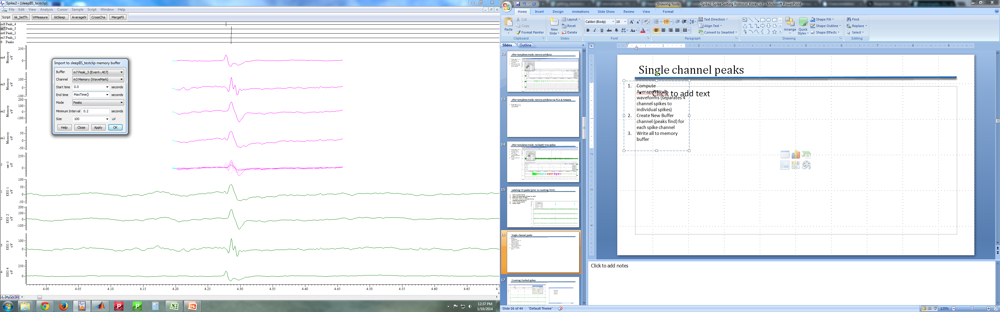 Spike2 - [sleepIIS_testclip]
File Edit View Analysis Cursor Sample Script Window Help
Script kk_SetTh WMeasure kkSleep AverageN CrossCha MergeFil
m8 Peak_4
m7 Peak_3
m6 Peak_2
m5 Peak_1
6 Peaks
m4 Memory uV 250 0
m3 Memory uV 100 0 -100
m2 Memory uV 200 100 0 -100
m1 Memory uV 50 0 -50
5 250 0
1 EEG 1 uV 100 50 0 -50
2 EEG 2 uV 200 100 0 -100
3 EEG 3 uV 100 0
4 EEG 4 uV 250 0
4.00 4.05 4.10 4.15 4.20 4.25 4.30 4.35 4.40 4.45 4.50 4.55 4.60 4.65
s
Import to sleepIIS_testclip memory buffer
Buffer m7 Peak_3 (Event-,407)
Channel m3 Memory (WaveMark)
Start time 0.0 seconds
End time MaxTime() seconds
Mode Peaks
Minimum Interval 0.2 seconds
Size 100 uV
Help Close Apply OK
12:37 PM
1/10/2014
Drawing Tools
_Spike2-Spike Sorting Protocol_Korey_v3 - Microsoft PowerPoint
Home Insert Design Animations Slide Show Review View Format
Paste
Cut
Copy
Format Painter
Clipboard
New Slide
Layout
Reset
Delete
Slides
Calibri (Body) 10
B I U abc S AV Aa A
Font
Text Direction
Align Text
Convert to SmartArt
Paragraph
Arrange
Quick Styles
Shape Fill
Shape Outline
Shape Effects
Drawing
Find
Replace
Select
Editing
Slides Outline
12 After templates made: remove artifacts
13 After templates made: remove artifacts via PCA & Kmeans
14 After templates made: reclassify true spikes
15 Labeling IIS peaks (prior to counting/ISIH)
16 Single channel peaks
17 Counting Marked spikes
1 2 3 4 5 6 7 8 9
Single channel peaks
Click to add text
1. Compute
waveforms (separates 4
channel spikes to
individual spikes)
2. Create New Buffer
channel (peaks find) for
each spike channel
3. Write all to memory
buffer
Click to add notes
Slide 16 of 44 "Default Theme" 125%